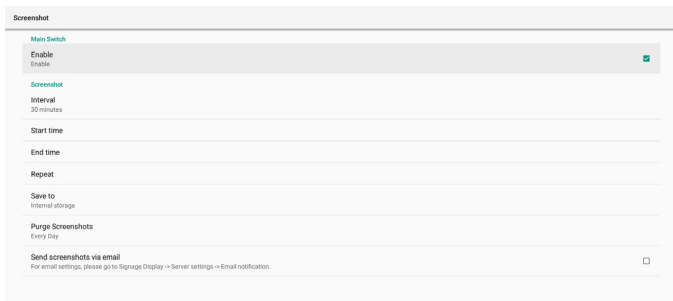 Screenshot
Main Switch
Enable
Enable
Screenshot
Interval
30 minutes
Start time
End time
Repeat
Save to
Internal storage
Purge Screenshots
Every Day
Send screenshots via email
For email settings, please go to Signage Display -> Server settings -> Email notification.